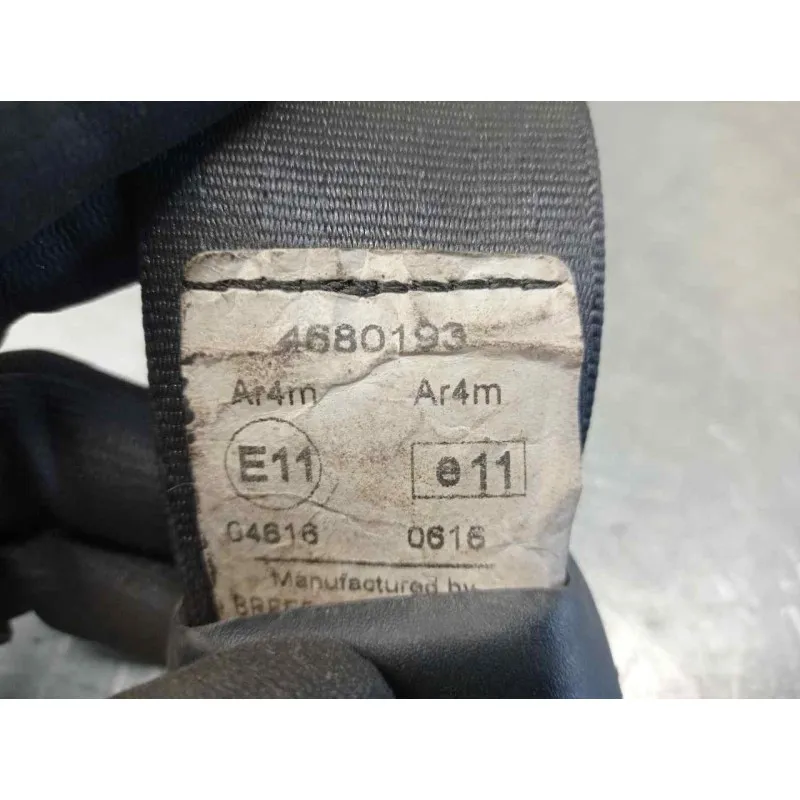 4680193
Ar4m Ar4m
E11 e11
04616 0616
Manufactured by